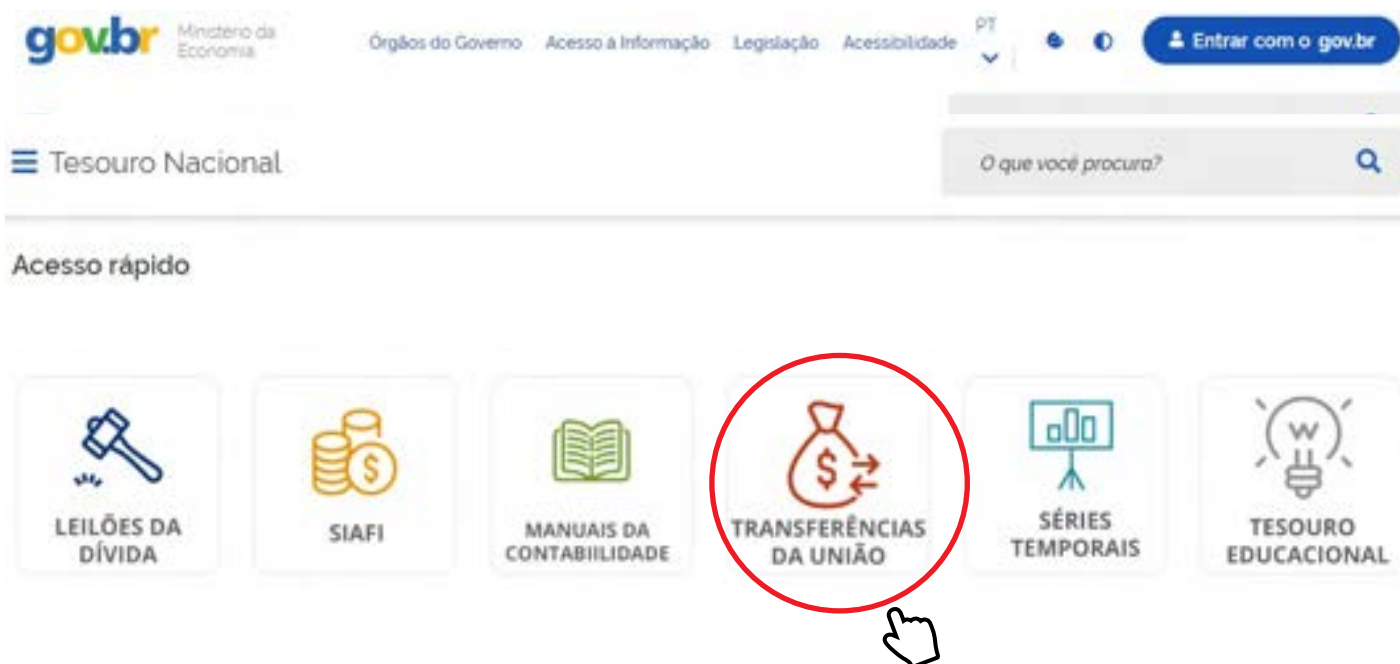 gov.br
Ministério da
Economia
Órgãos do Governo Acesso à Informação Legislação Acessibilidade PT
Entrar com o gov.br
Tesouro Nacional
O que você procura?
Acesso rápido
LEILÕES DA
DÍVIDA
SIAFI
MANUAIS DA
CONTABIILIDADE
TRANSFERÊNCIAS
DA UNIÃO
SÉRIES
TEMPORAIS
TESOURO
EDUCACIONAL